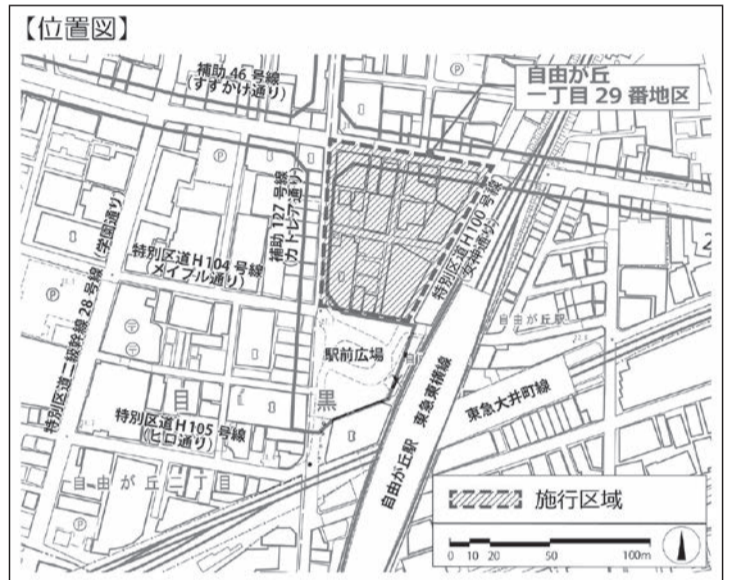 【位置図】
補助46号線
（すずかけ通り）
自由が丘
一丁目29番地区
補助127号線
（カトレア通り）
特別区道H100号線
女神通り）
特別区道H104号線
（メイプル通り）
特別区道二級幹線28号線（学園通り）
駅前広場
自由が丘駅
目黒
特別区道H105号線
（ヒロ通り）
自由が丘駅 東急東横線
東急大井町線
自由が丘二丁目
施行区域
0 10 20 50 100m